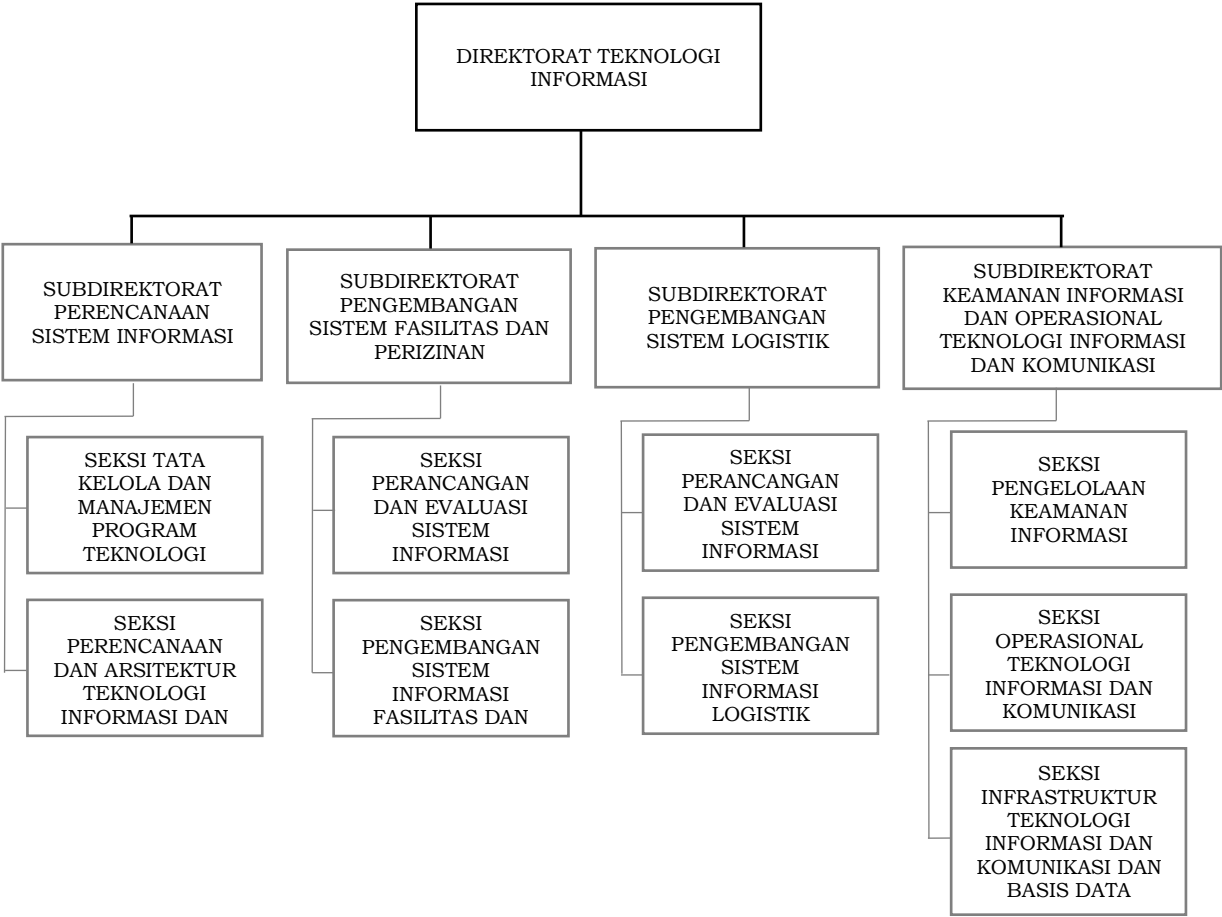 DIREKTORAT TEKNOLOGI
INFORMASI
SUBDIREKTORAT
PERENCANAAN
SISTEM INFORMASI
SUBDIREKTORAT
PENGEMBANGAN
SISTEM FASILITAS DAN
PERIZINAN
SUBDIREKTORAT
PENGEMBANGAN
SISTEM LOGISTIK
SUBDIREKTORAT
KEAMANAN INFORMASI
DAN OPERASIONAL
TEKNOLOGI INFORMASI
DAN KOMUNIKASI
SEKSI TATA
KELOLA DAN
MANAJEMEN
PROGRAM
TEKNOLOGI
SEKSI
PERENCANAAN
DAN ARSITEKTUR
TEKNOLOGI
INFORMASI DAN
SEKSI
PERANCANGAN
DAN EVALUASI
SISTEM
INFORMASI
SEKSI
PENGEMBANGAN
SISTEM
INFORMASI
FASILITAS DAN
SEKSI
PERANCANGAN
DAN EVALUASI
SISTEM
INFORMASI
SEKSI
PENGEMBANGAN
SISTEM
INFORMASI
LOGISTIK
SEKSI
PENGELOLAAN
KEAMANAN
INFORMASI
SEKSI
OPERASIONAL
TEKNOLOGI
INFORMASI DAN
KOMUNIKASI
SEKSI
INFRASTRUKTUR
TEKNOLOGI
INFORMASI DAN
KOMUNIKASI DAN
BASIS DATA